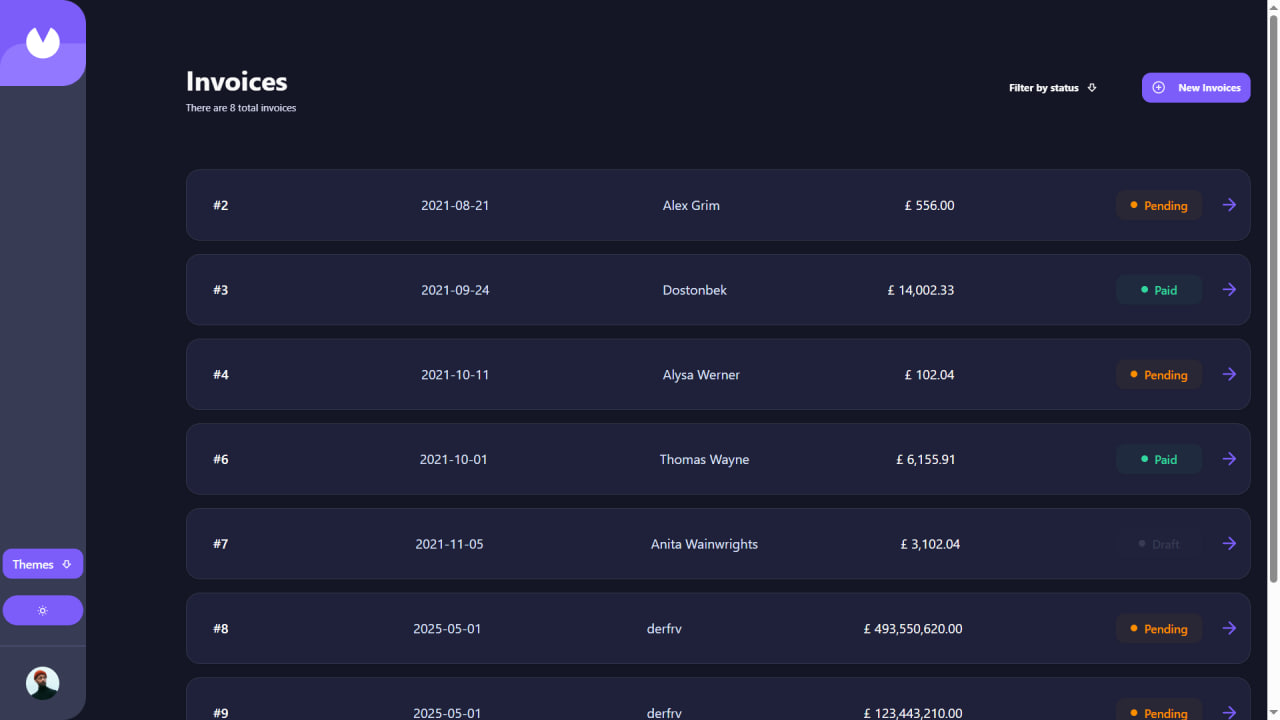 Invoices
There are 8 total invoices
Filter by status
New Invoices
#2 2021-08-21 Alex Grim £ 556.00 Pending
#3 2021-09-24 Dostonbek £ 14,002.33 Paid
#4 2021-10-11 Alysa Werner £ 102.04 Pending
#6 2021-10-01 Thomas Wayne £ 6,155.91 Paid
#7 2021-11-05 Anita Wainwrights £ 3,102.04 Draft
#8 2025-05-01 derfrv £ 493,550,620.00 Pending
#9 2025-05-01 derfrv £ 123,443,210.00 Pending
Themes